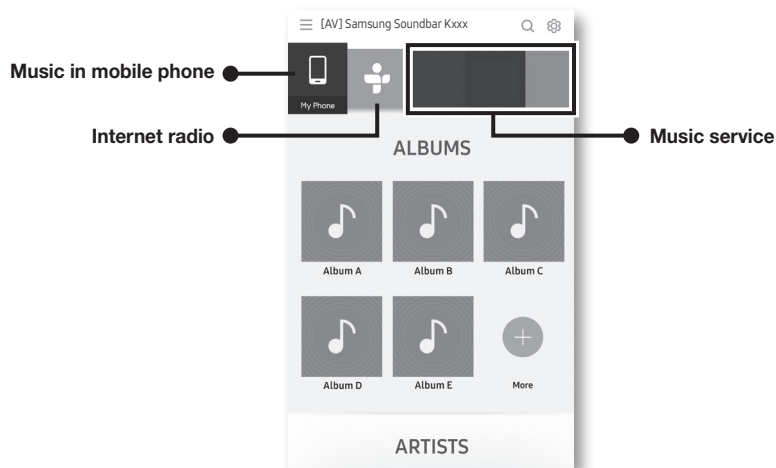 [AV] Samsung Soundbar Kxxx
Music in mobile phone
My Phone
Internet radio
Music service
ALBUMS
Album A
Album B
Album C
Album D
Album E
More
ARTISTS